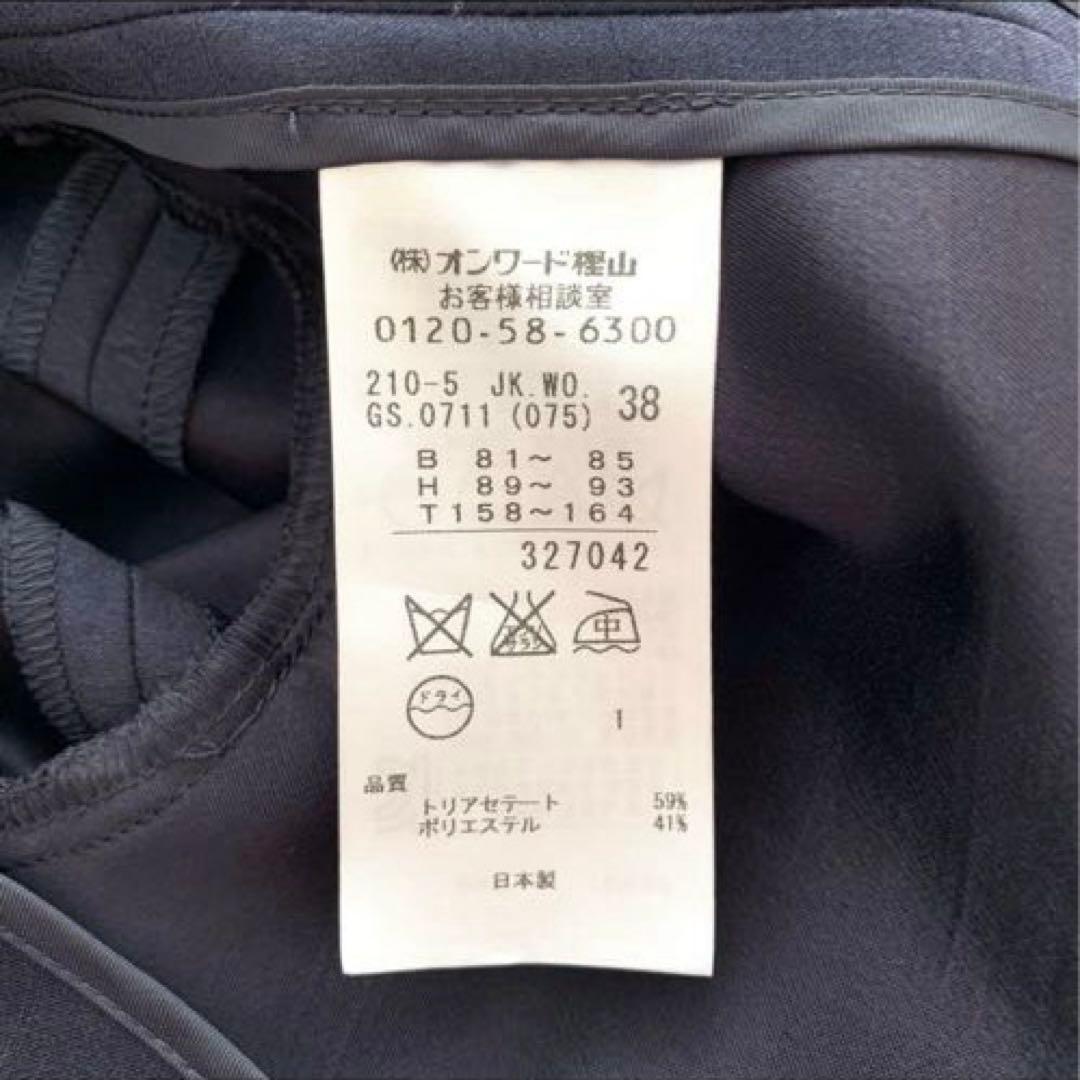 (株)オンワード樫山
お客様相談室
0120-58-6300
210-5 JK.WO. 38
GS.0711 (075)
B 81～ 85
H 89～ 93
T158～164
327042
中
ドライ 1
品質
トリアセテート 59%
ポリエステル 41%
日本製